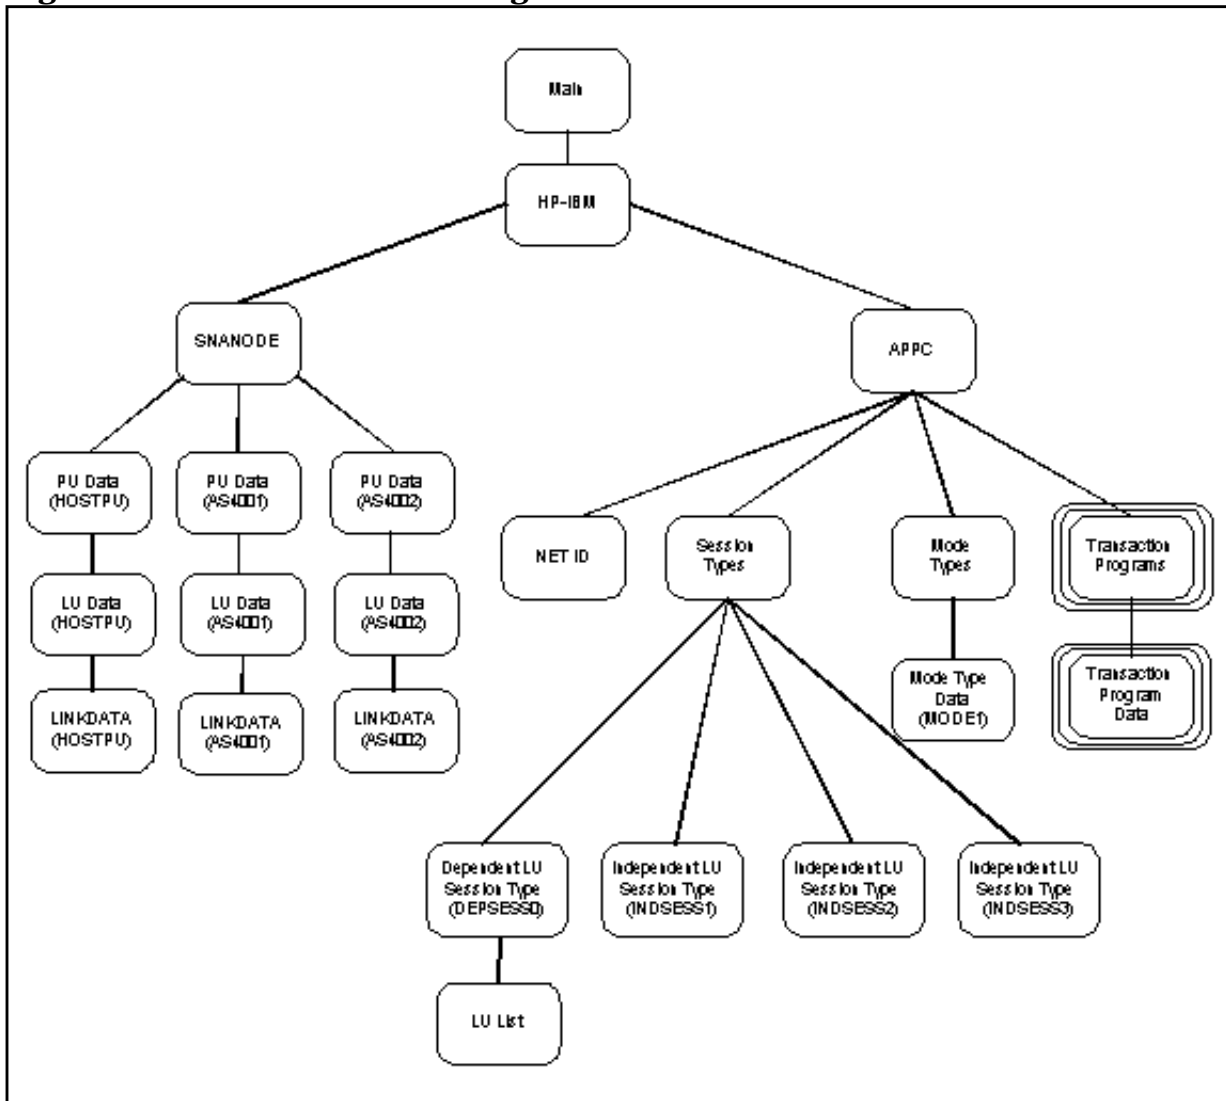 Main
HP-IBM
SNANODE
APPC
PU Data
(HOSTPU)
PU Data
(AS4001)
PU Data
(AS4002)
NET ID
Session
Types
Mode
Types
Transaction
Programs
LU Data
(HOSTPU)
LU Data
(AS4001)
LU Data
(AS4002)
LINKDATA
(HOSTPU)
LINKDATA
(AS4001)
LINKDATA
(AS4002)
Mode Type
Data
(MODE1)
Transaction
Program
Data
Dependent LU
Session Type
(DEPSESS0)
Independent LU
Session Type
(INDSESS1)
Independent LU
Session Type
(INDSESS2)
Independent LU
Session Type
(INDSESS3)
LU List